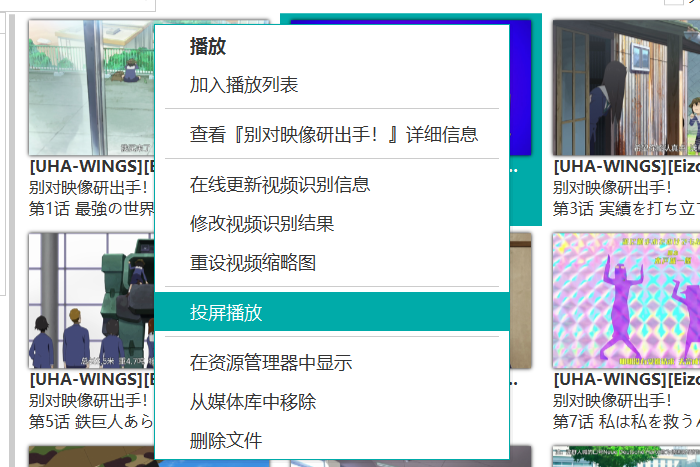 播放
加入播放列表
查看『别对映像研出手！』详细信息
在线更新视频识别信息
修改视频识别结果
重设视频缩略图
投屏播放
在资源管理器中显示
从媒体库中移除
删除文件
[UHA-WINGS][E
别对映像研出手！
第1话 最強の世界
...
[UHA-WINGS][Eizo
别对映像研出手！
第3话 実績を打ち立て
[UHA-WINGS][E
别对映像研出手！
第5话 鉄巨人あら
...
[UHA-WINGS][Eizo
别对映像研出手！
第7话 私は私を救う